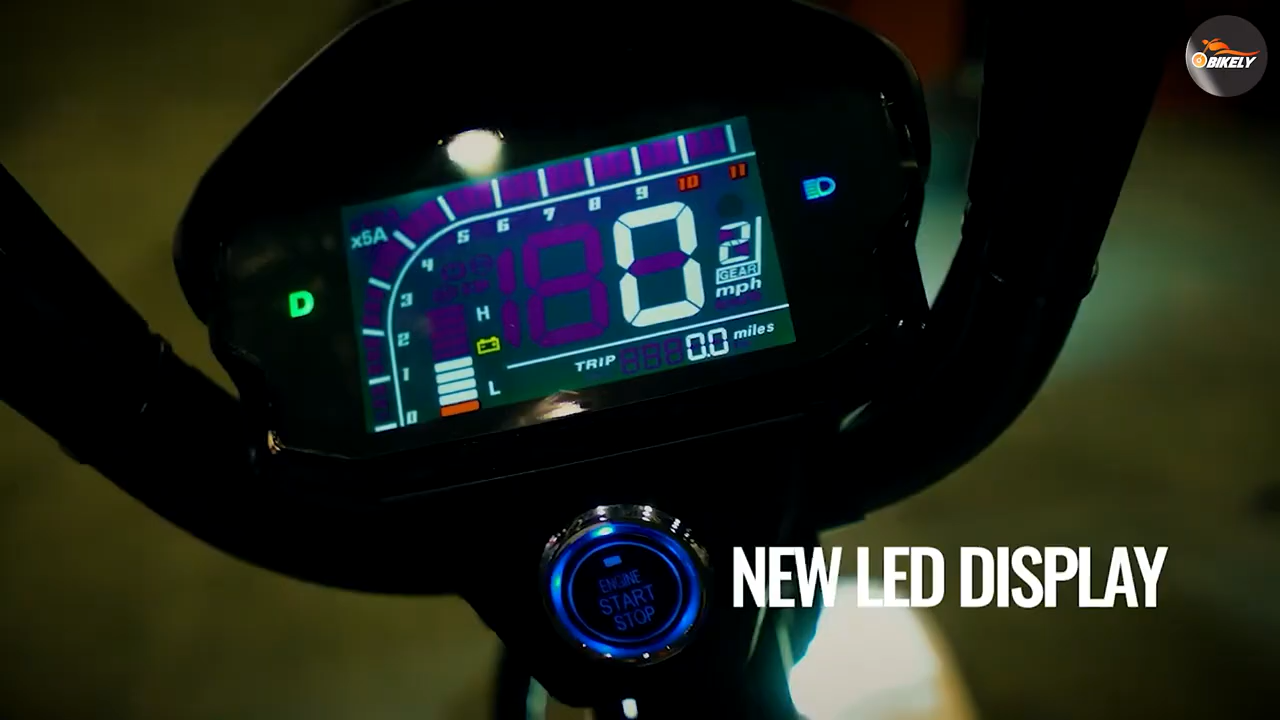 BIKELY
x5A
0
1
2
3
4
5
6
7
8
9
10
11
D
H
L
0
2
GEAR
mph
TRIP 0.0 miles
ENGINE
START
STOP
NEW LED DISPLAY